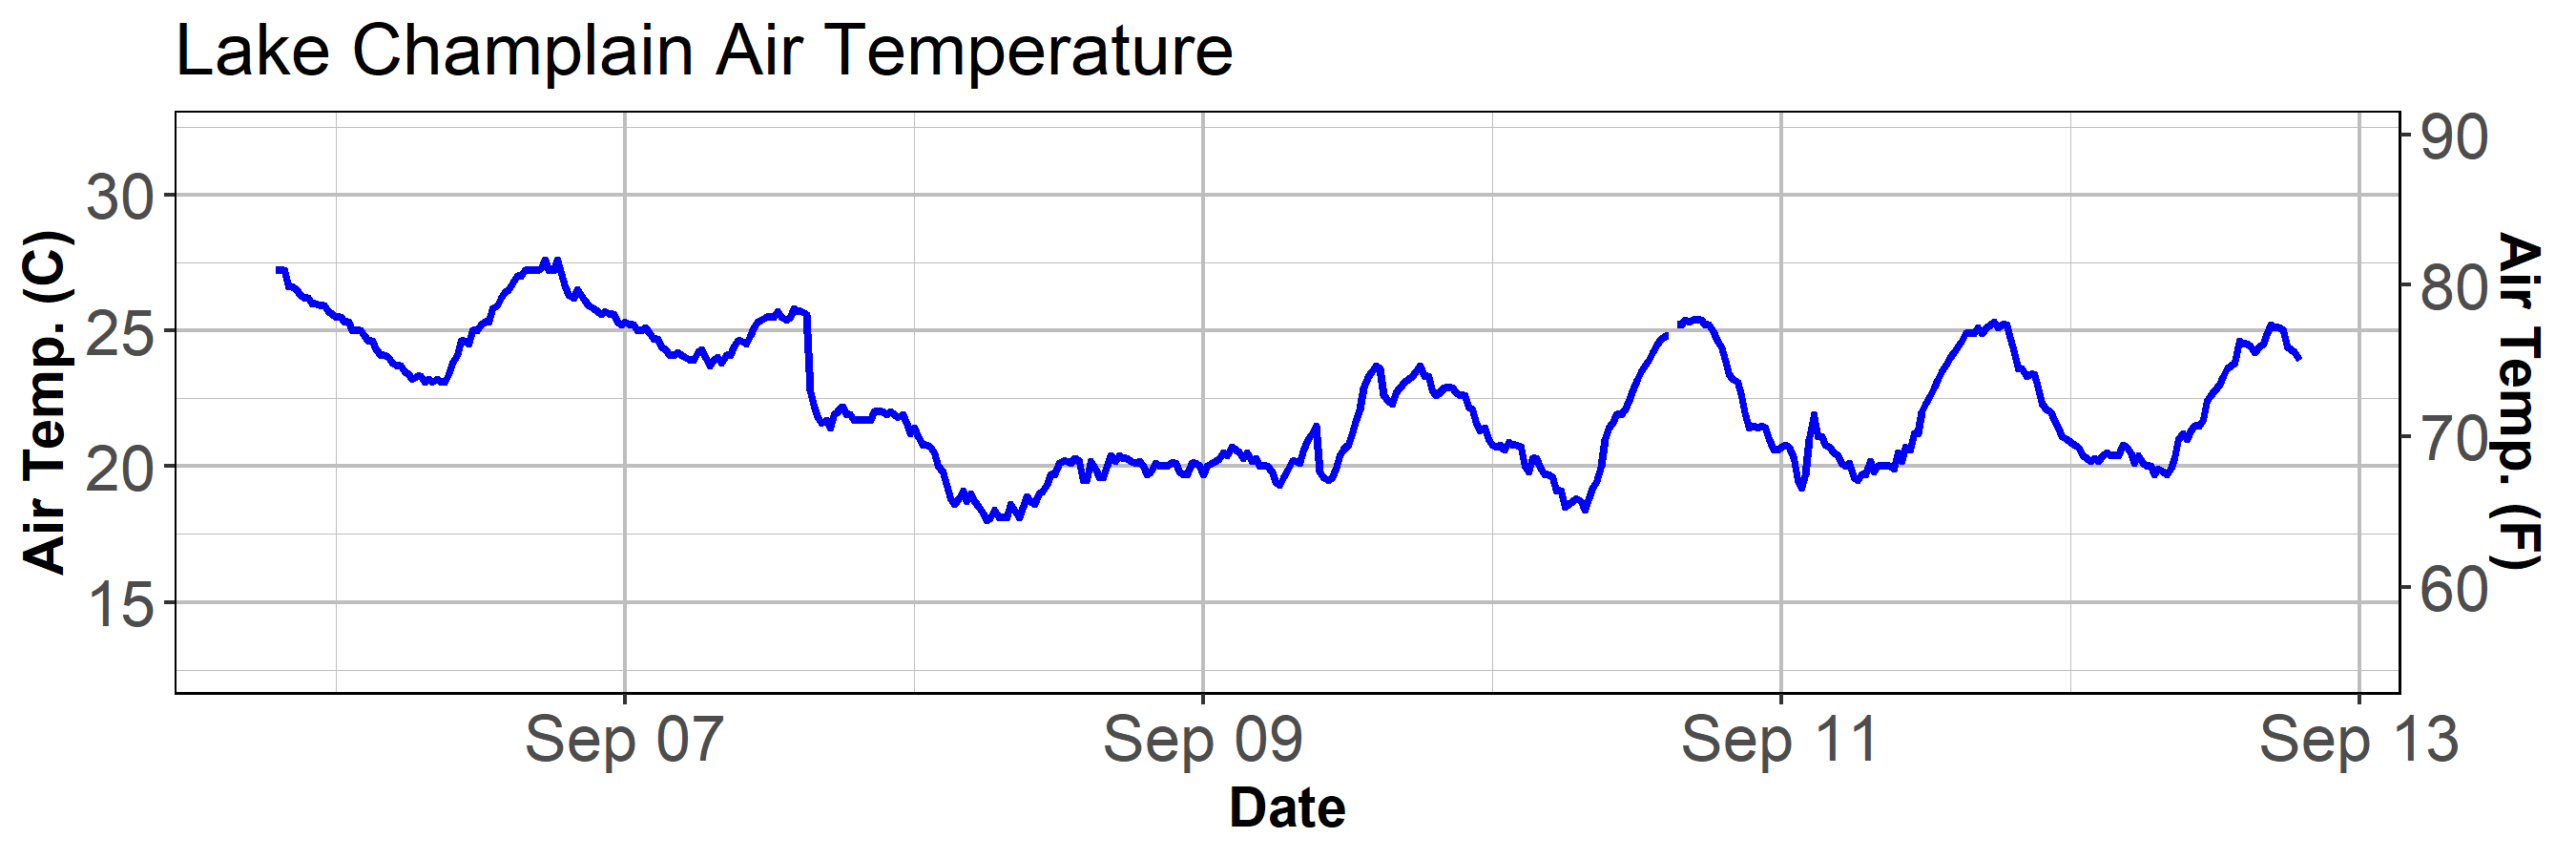 Lake Champlain Air Temperature
30
25
20
15
Air Temp. (C)
90
80
70
60
Air Temp. (F)
Sep 07
Sep 09
Sep 11
Sep 13
Date